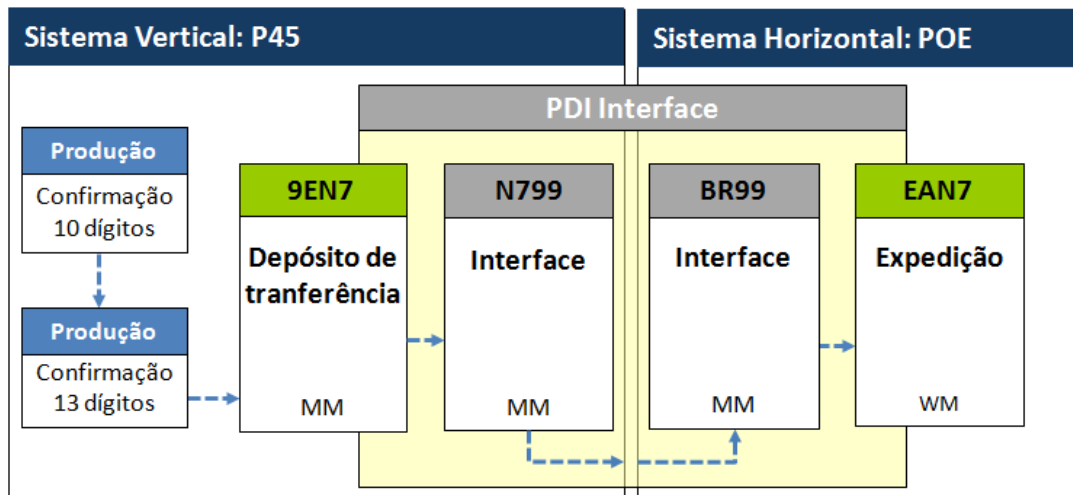 Sistema Vertical: P45
Sistema Horizontal: POE
PDI Interface
Produção
Confirmação
10 dígitos
Produção
Confirmação
13 dígitos
9EN7
Depósito de
tranferência
MM
N799
Interface
MM
BR99
Interface
MM
EAN7
Expedição
WM